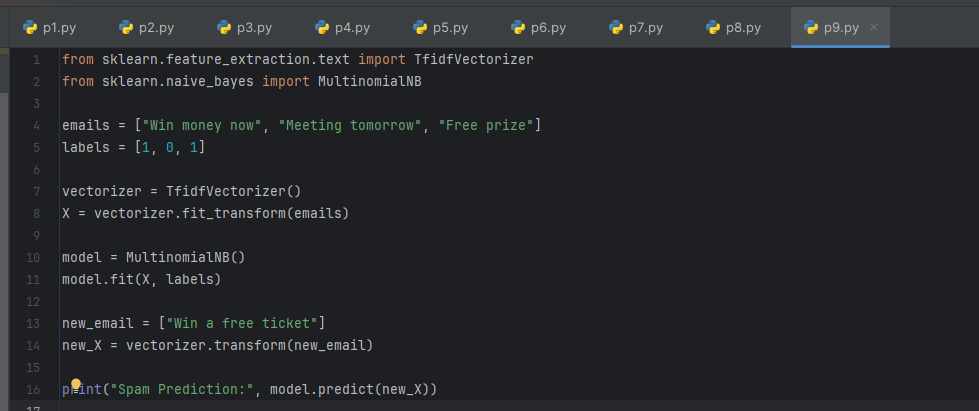 p1.py p2.py p3.py p4.py p5.py p6.py p7.py p8.py p9.py ×
1 from sklearn.feature_extraction.text import TfidfVectorizer
2 from sklearn.naive_bayes import MultinomialNB
3
4 emails = ["Win money now", "Meeting tomorrow", "Free prize"]
5 labels = [1, 0, 1]
6
7 vectorizer = TfidfVectorizer()
8 X = vectorizer.fit_transform(emails)
9
10 model = MultinomialNB()
11 model.fit(X, labels)
12
13 new_email = ["Win a free ticket"]
14 new_X = vectorizer.transform(new_email)
15
16 print("Spam Prediction:", model.predict(new_X))
17